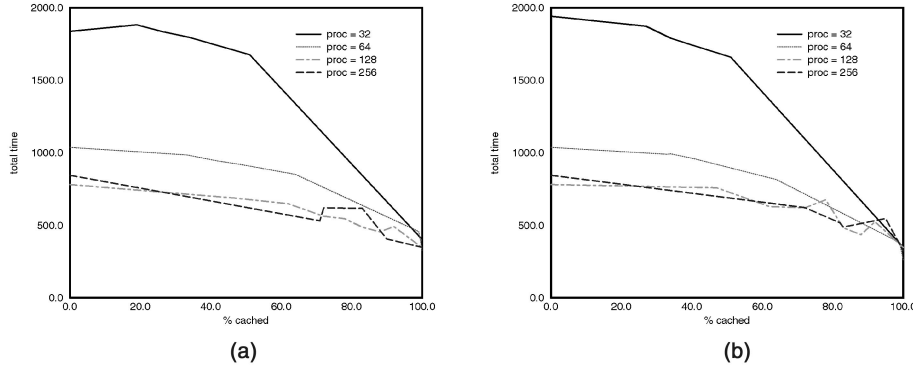 2000.0
1500.0
1000.0
500.0
0.0
total time
proc = 32
proc = 64
proc = 128
proc = 256
0.0 20.0 40.0 60.0 80.0 100.0
% cached
(a)
2000.0
1500.0
1000.0
500.0
0.0
total time
proc = 32
proc = 64
proc = 128
proc = 256
0.0 20.0 40.0 60.0 80.0 100.0
% cached
(b)